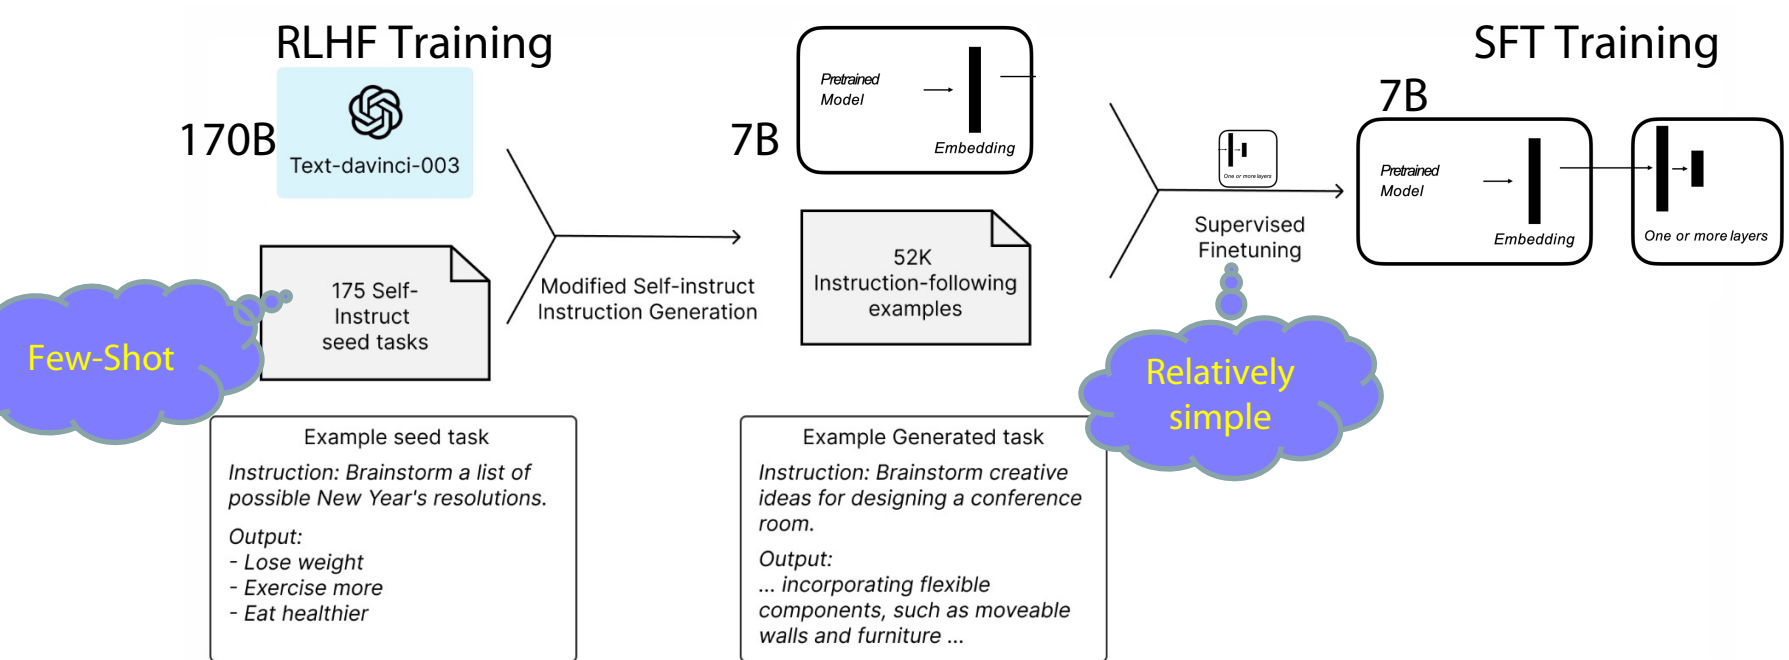 RLHF Training
170B
Text-davinci-003
175 Self-
Instruct
seed tasks
Few-Shot
Modified Self-instruct
Instruction Generation
7B
Pretrained
Model
Embedding
52K
Instruction-following
examples
One or more layers
Supervised
Finetuning
Relatively
simple
SFT Training
7B
Pretrained
Model
Embedding
One or more layers
Example seed task
Instruction: Brainstorm a list of
possible New Year's resolutions.
Output:
- Lose weight
- Exercise more
- Eat healthier
Example Generated task
Instruction: Brainstorm creative
ideas for designing a conference
room.
Output:
... incorporating flexible
components, such as moveable
walls and furniture ...